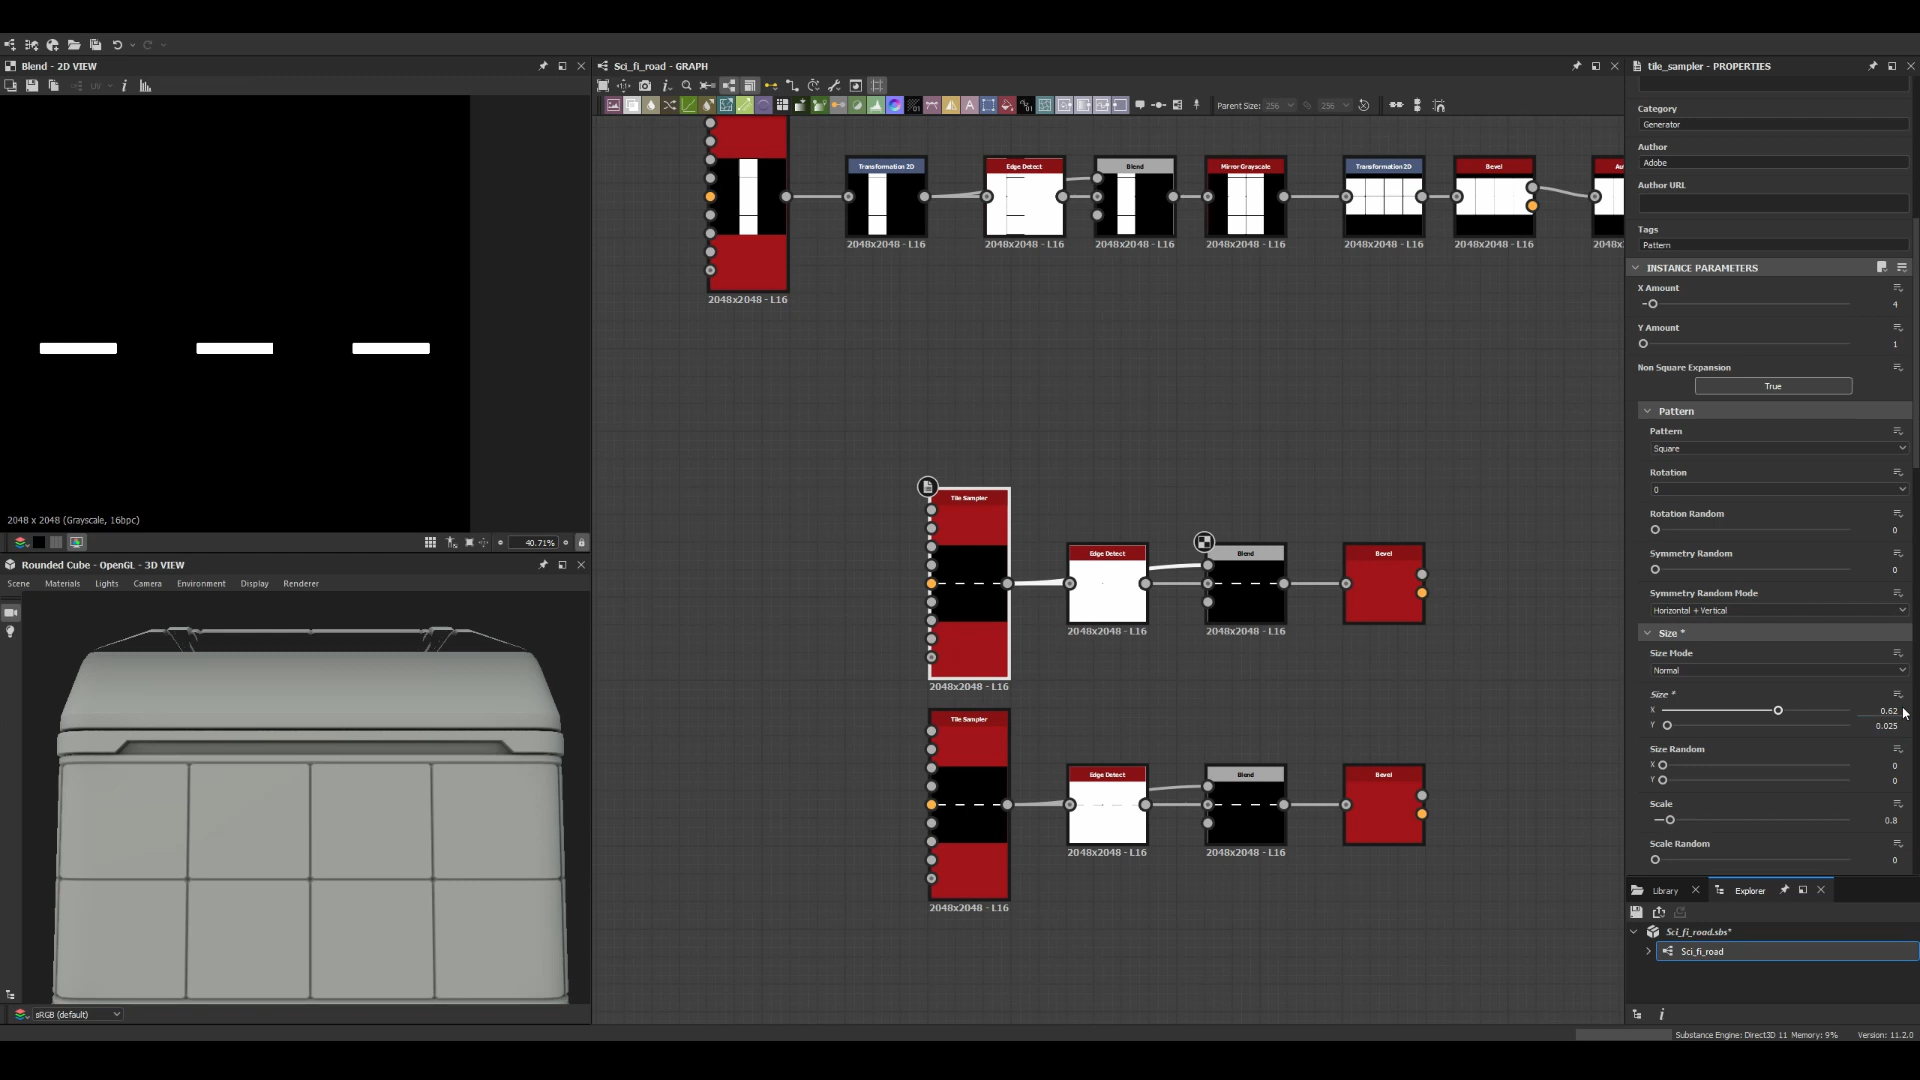 Blend - 2D VIEW
UV
2048 x 2048 (Grayscale, 16bpc)
40.71%
Rounded Cube - OpenGL - 3D VIEW
Scene Materials Lights Camera Environment Display Renderer
sRGB (default)
Sci_fi_road - GRAPH
Parent Size: 256 256
Transformation 2D
Edge Detect
Blend
Mirror Grayscale
Transformation 2D
Bevel
2048x2048 - L16
2048x2048 - L16
2048x2048 - L16
2048x2048 - L16
2048x2048 - L16
2048x2048 - L16
2048x2048 - L16
Tile Sampler
Edge Detect
Blend
Bevel
2048x2048 - L16
2048x2048 - L16
2048x2048 - L16
Tile Sampler
Edge Detect
Blend
Bevel
2048x2048 - L16
2048x2048 - L16
2048x2048 - L16
tile_sampler - PROPERTIES
Category
Generator
Author
Adobe
Author URL
Tags
Pattern
INSTANCE PARAMETERS
X Amount
4
Y Amount
1
Non Square Expansion
True
Pattern
Pattern
Square
Rotation
0
Rotation Random
0
Symmetry Random
0
Symmetry Random Mode
Horizontal + Vertical
Size *
Size Mode
Normal
Size *
X 0.62
Y 0.025
Size Random
X 0
Y 0
Scale
0.8
Scale Random
0
Library Explorer
Sci_fi_road.sbs*
Sci_fi_road
Substance Engine: Direct3D 11 Memory: 9% Version: 11.2.0